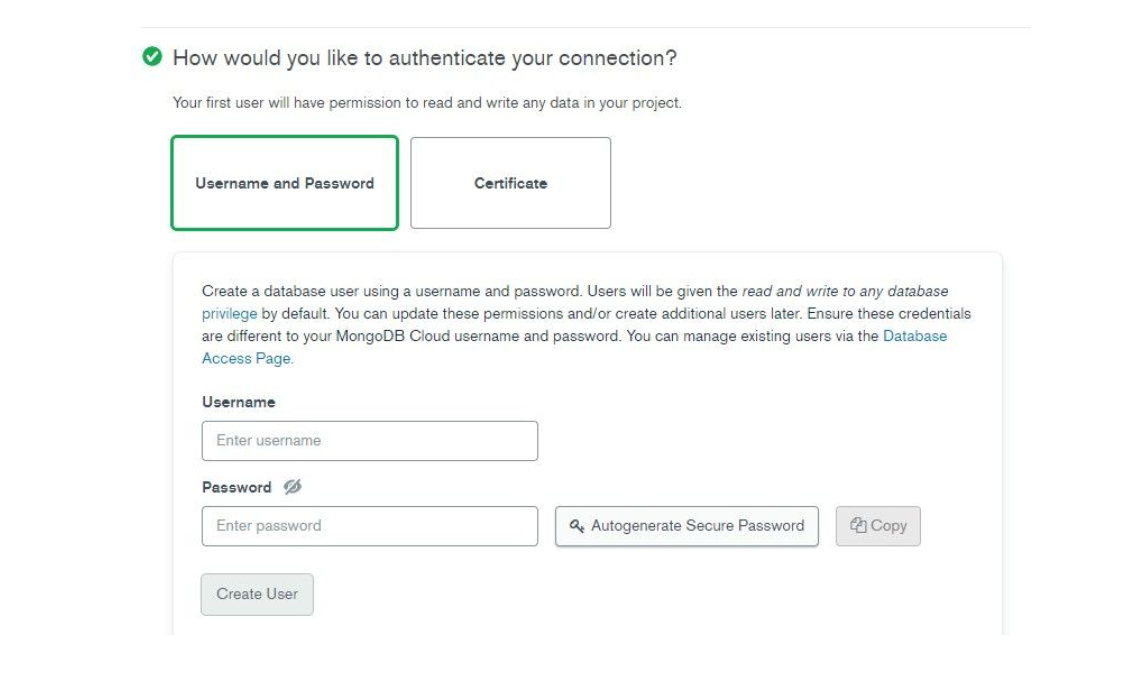 How would you like to authenticate your connection?
Your first user will have permission to read and write any data in your project.
Username and Password
Certificate
Create a database user using a username and password. Users will be given the read and write to any database
privilege by default. You can update these permissions and/or create additional users later. Ensure these credentials
are different to your MongoDB Cloud username and password. You can manage existing users via the Database
Access Page.
Username
Enter username
Password
Enter password
Autogenerate Secure Password
Copy
Create User